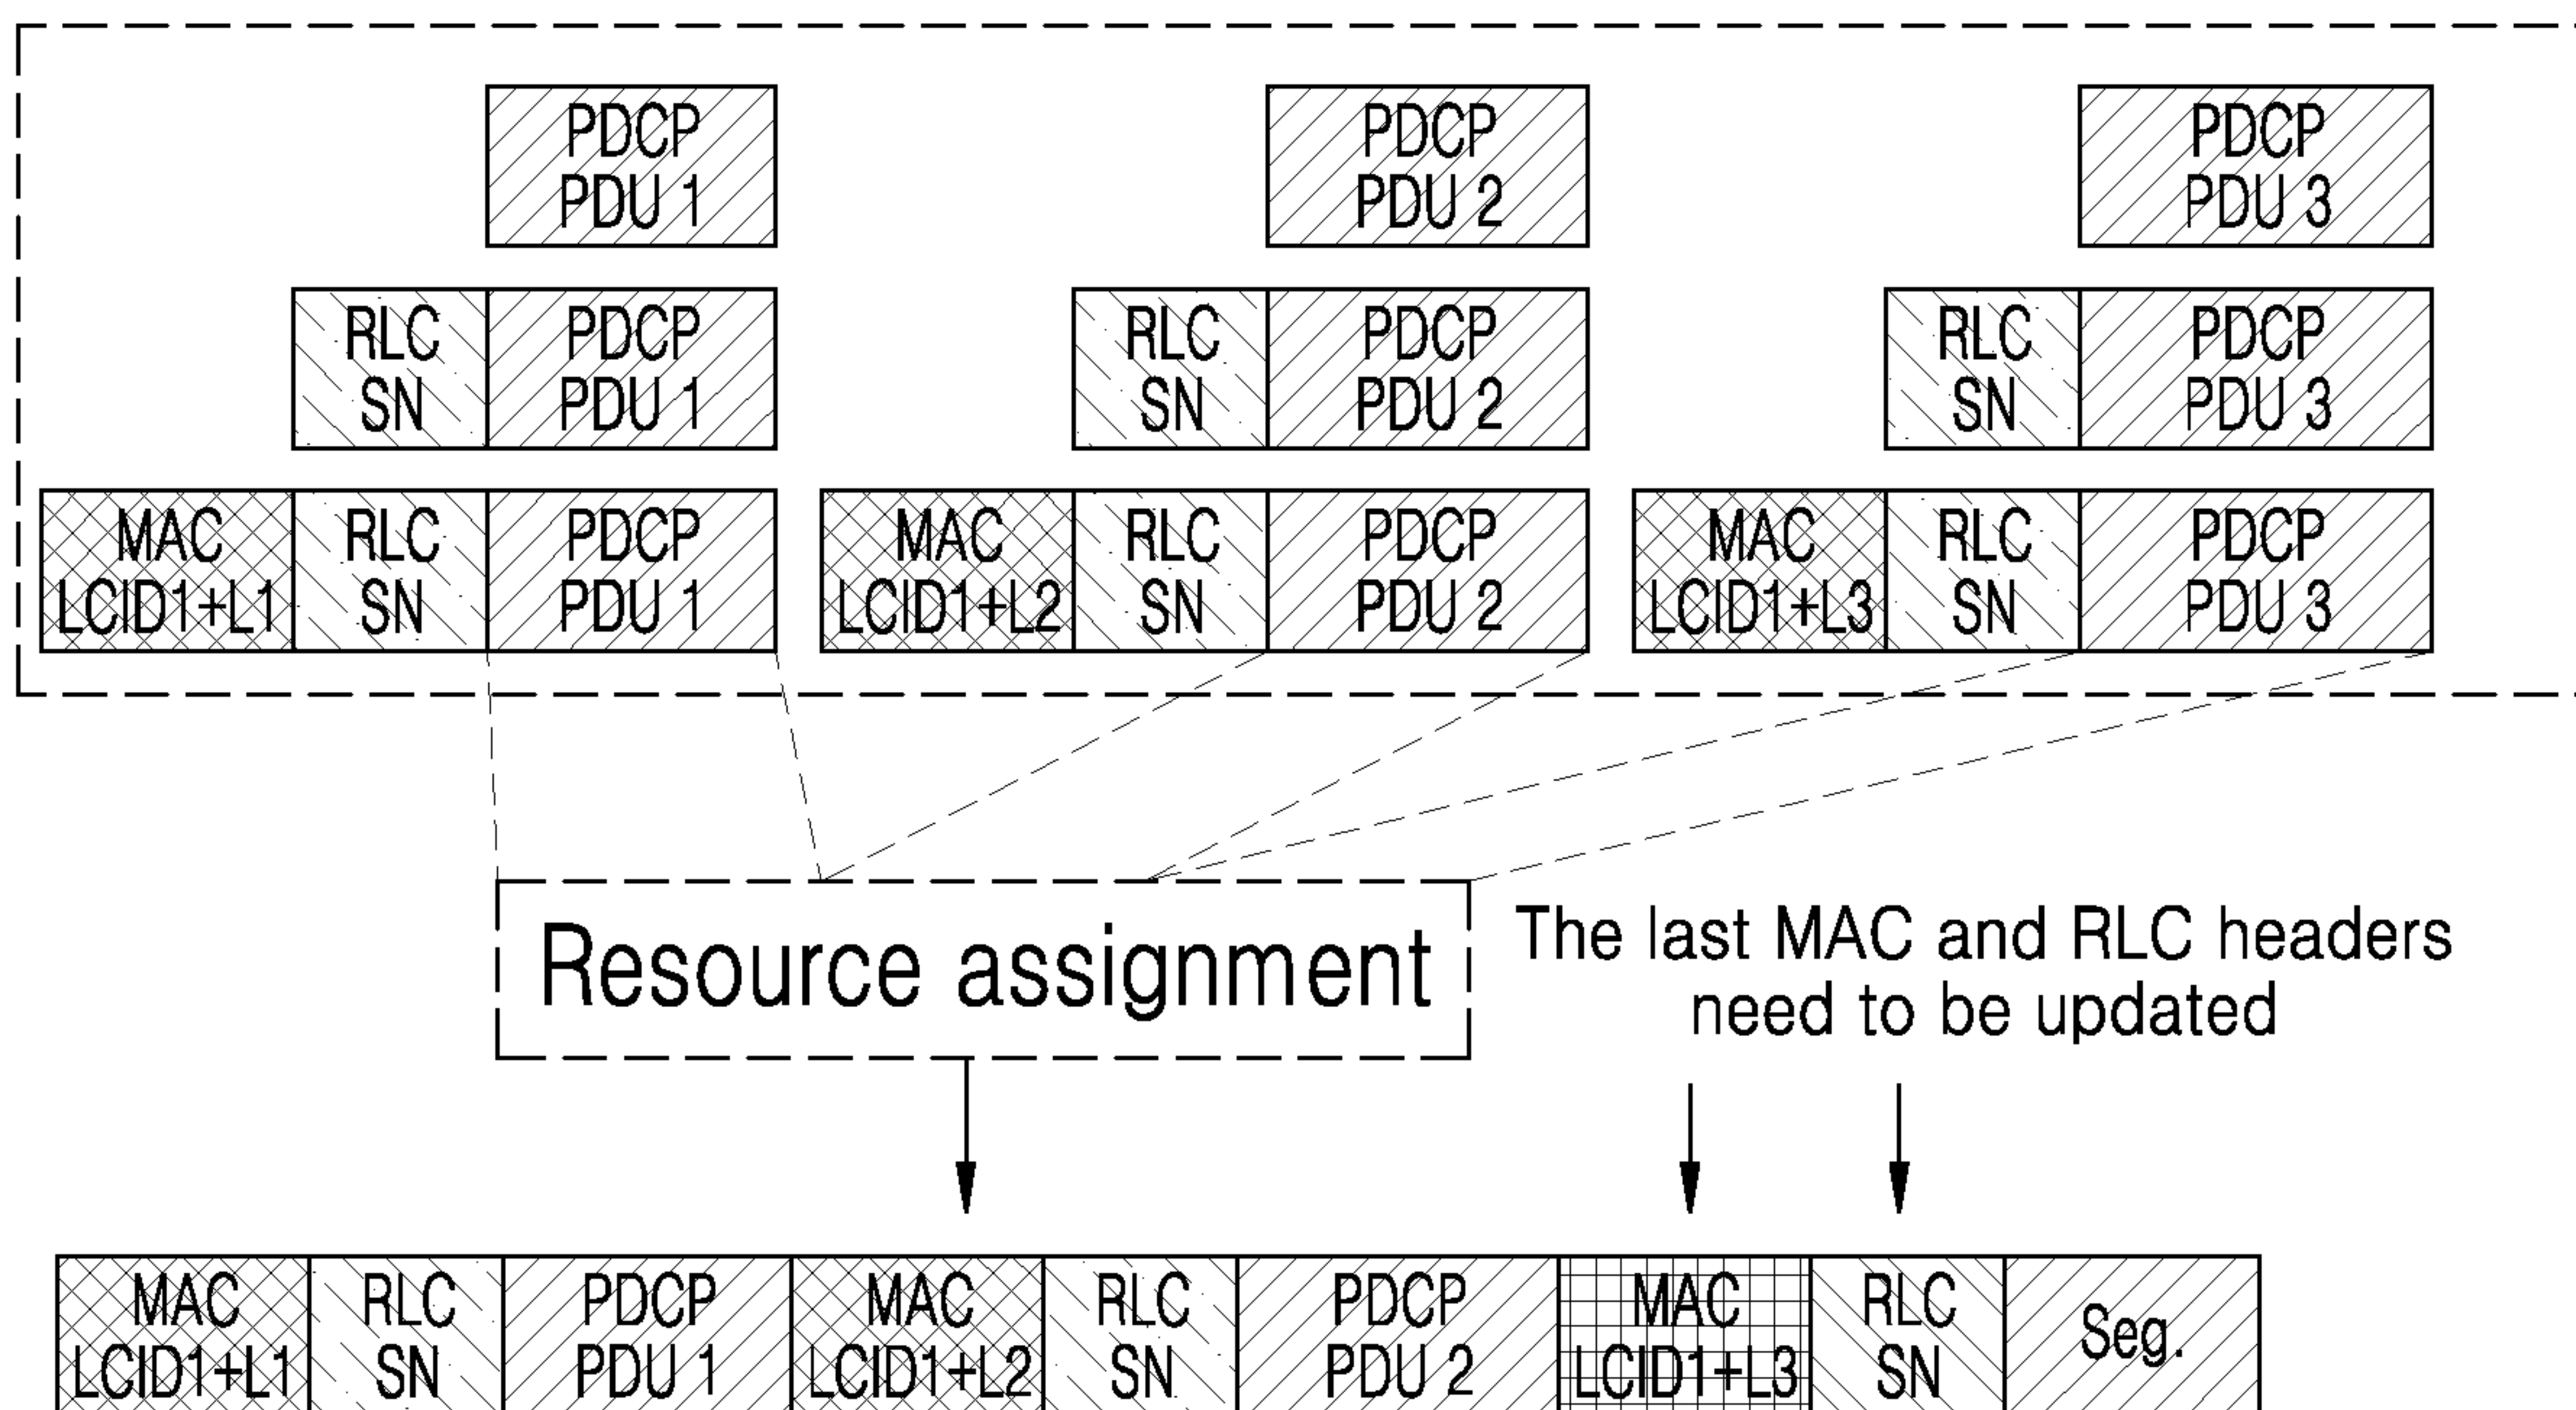 PDCP
PDU 1
PDCP
PDU 2
PDCP
PDU 3
RLC
SN
PDCP
PDU 1
RLC
SN
PDCP
PDU 2
RLC
SN
PDCP
PDU 3
MAC
LCID1+L1
RLC
SN
PDCP
PDU 1
MAC
LCID1+L2
RLC
SN
PDCP
PDU 2
MAC
LCID1+L3
RLC
SN
PDCP
PDU 3
Resource assignment
The last MAC and RLC headers
need to be updated
MAC
LCID1+L1
RLC
SN
PDCP
PDU 1
MAC
LCID1+L2
RLC
SN
PDCP
PDU 2
MAC
LCID1+L3
RLC
SN
Seg.